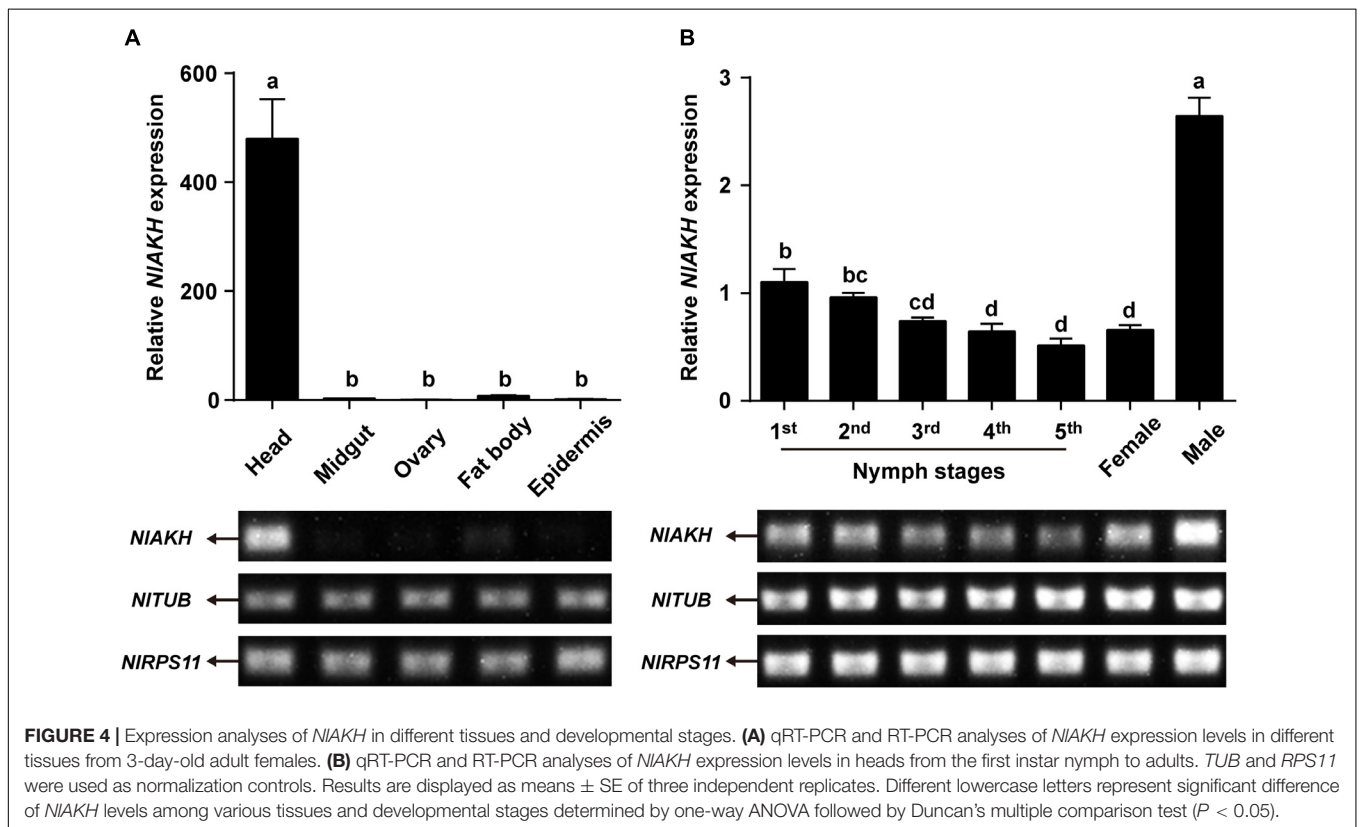 A
Relative NlAKH expression
600
400
200
0
a
b
b
b
b
Head
Midgut
Ovary
Fat body
Epidermis
NlAKH
NlTUB
NlRPS11
B
Relative NlAKH expression
3
2
1
0
b
bc
cd
d
d
d
a
1st
2nd
3rd
4th
5th
Female
Male
Nymph stages
NlAKH
NlTUB
NlRPS11
FIGURE 4 | Expression analyses of NlAKH in different tissues and developmental stages. (A) qRT-PCR and RT-PCR analyses of NlAKH expression levels in different
tissues from 3-day-old adult females. (B) qRT-PCR and RT-PCR analyses of NlAKH expression levels in heads from the first instar nymph to adults. TUB and RPS11
were used as normalization controls. Results are displayed as means ± SE of three independent replicates. Different lowercase letters represent significant difference
of NlAKH levels among various tissues and developmental stages determined by one-way ANOVA followed by Duncan's multiple comparison test (P < 0.05).